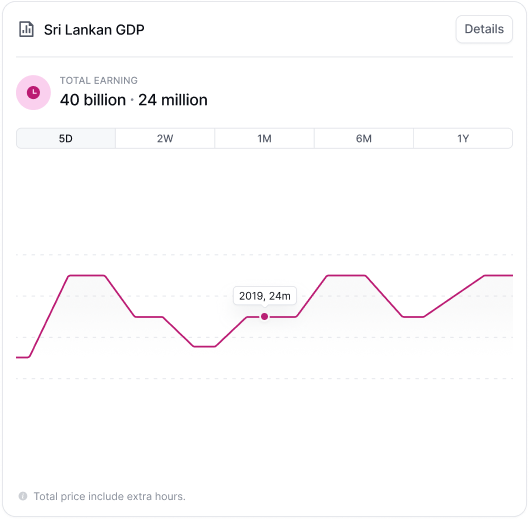 Sri Lankan GDP
Details
TOTAL EARNING
40 billion · 24 million
5D 2W 1M 6M 1Y
2019, 24m
Total price include extra hours.